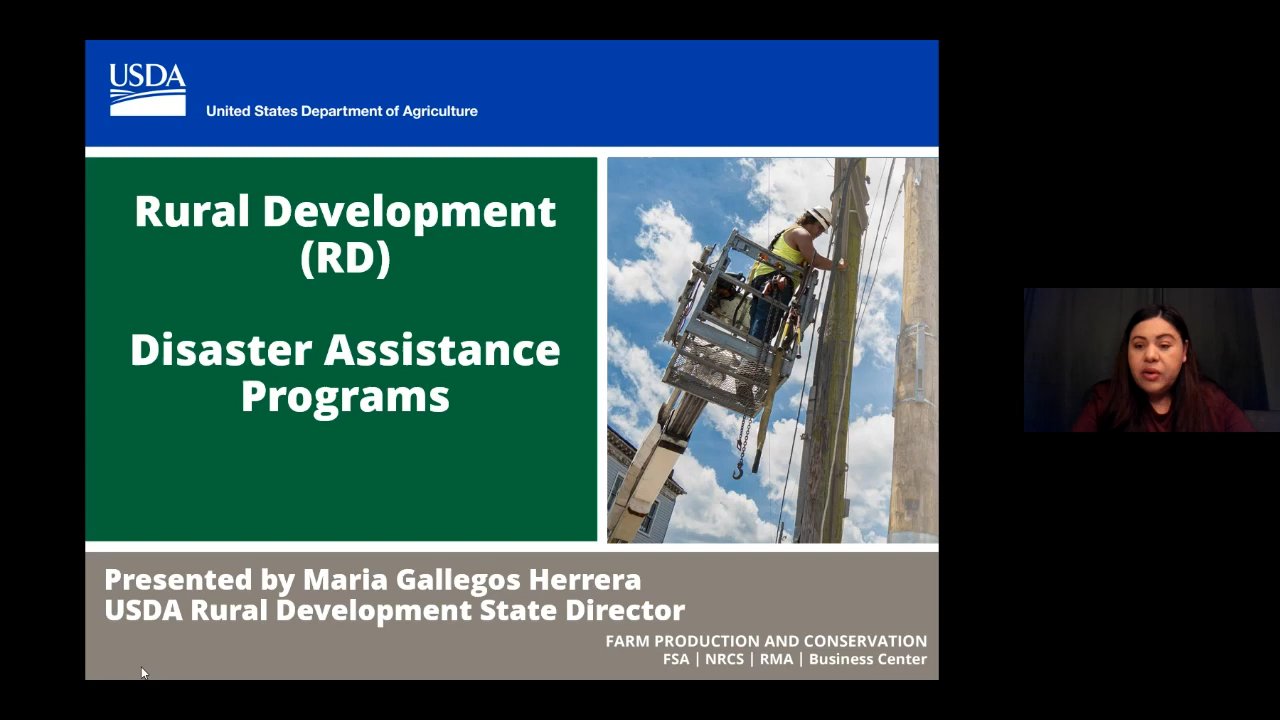 USDA
United States Department of Agriculture
Rural Development
(RD)
Disaster Assistance
Programs
Presented by Maria Gallegos Herrera
USDA Rural Development State Director
FARM PRODUCTION AND CONSERVATION
FSA | NRCS | RMA | Business Center